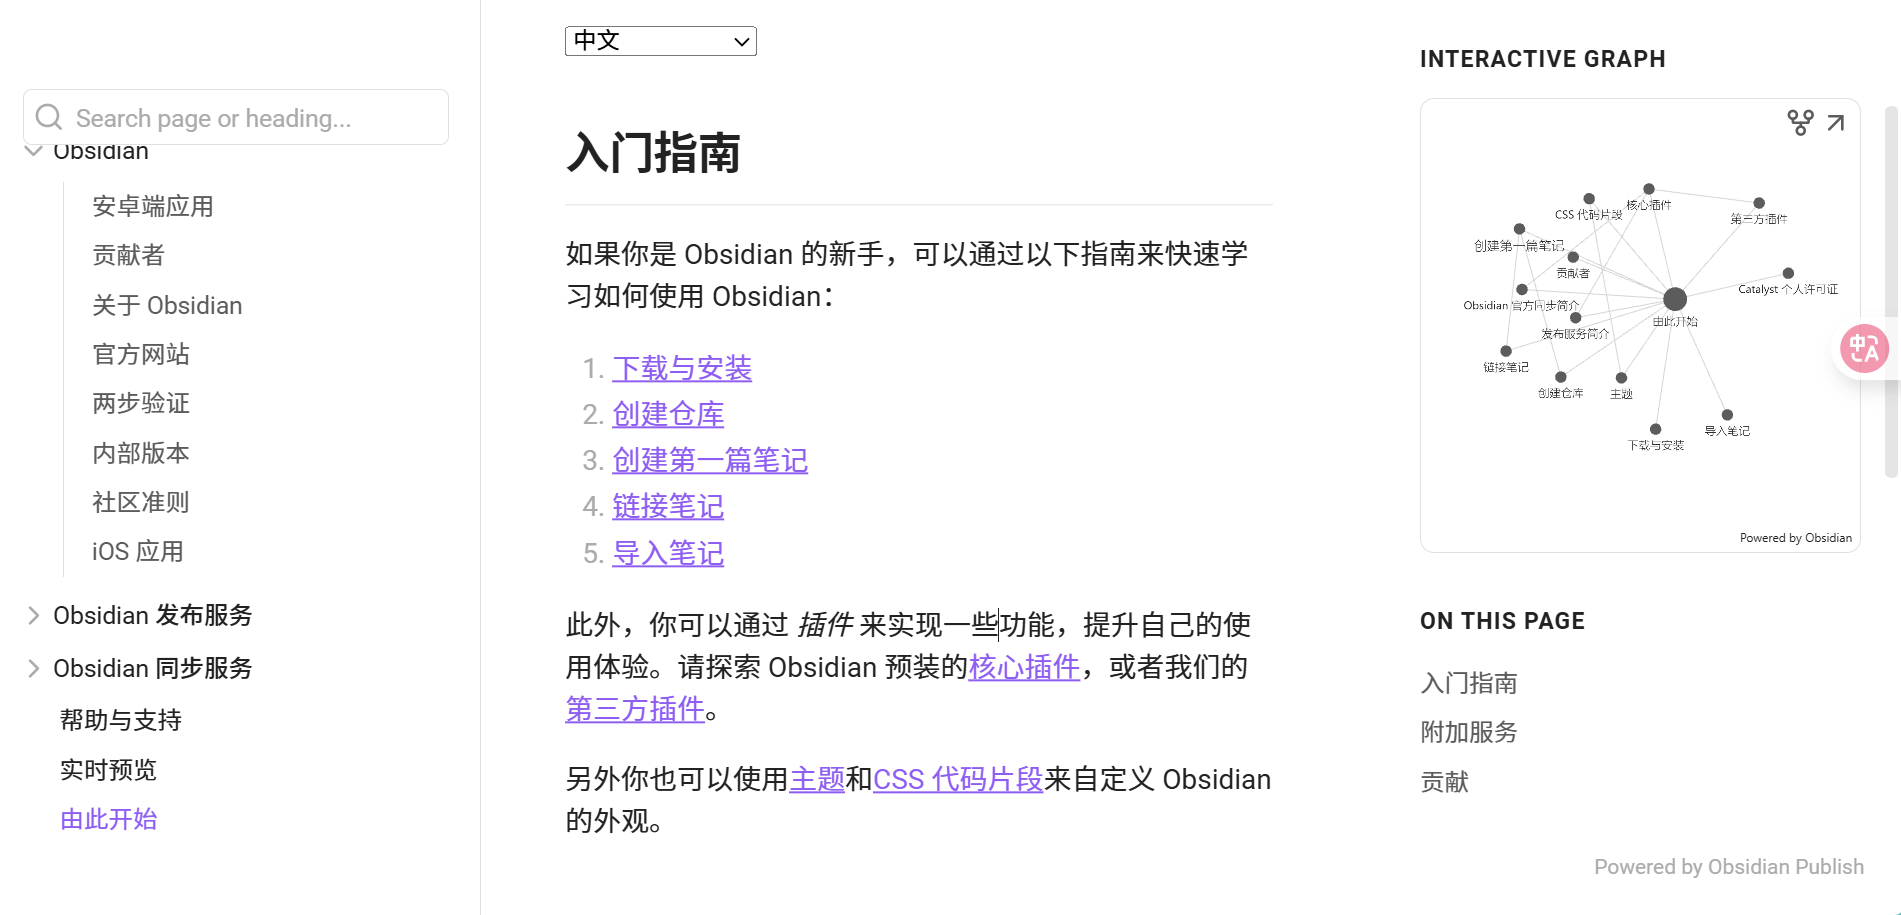 Search page or heading...
Obsidian
安卓端应用
贡献者
关于 Obsidian
官方网站
两步验证
内部版本
社区准则
iOS 应用
Obsidian 发布服务
Obsidian 同步服务
帮助与支持
实时预览
由此开始
中文
入门指南
如果你是 Obsidian 的新手，可以通过以下指南来快速学
习如何使用 Obsidian：
1. 下载与安装
2. 创建仓库
3. 创建第一篇笔记
4. 链接笔记
5. 导入笔记
此外，你可以通过 插件 来实现一些功能，提升自己的使
用体验。请探索 Obsidian 预装的核心插件，或者我们的
第三方插件。
另外你也可以使用主题和CSS 代码片段来自定义 Obsidian
的外观。
INTERACTIVE GRAPH
核心插件
CSS 代码片段
第三方插件
创建第一篇笔记
贡献者
Catalyst 个人许可证
Obsidian 官方同步简介
由此开始
发布服务简介
链接笔记
创建仓库
主题
导入笔记
下载与安装
Powered by Obsidian
ON THIS PAGE
入门指南
附加服务
贡献
Powered by Obsidian Publish